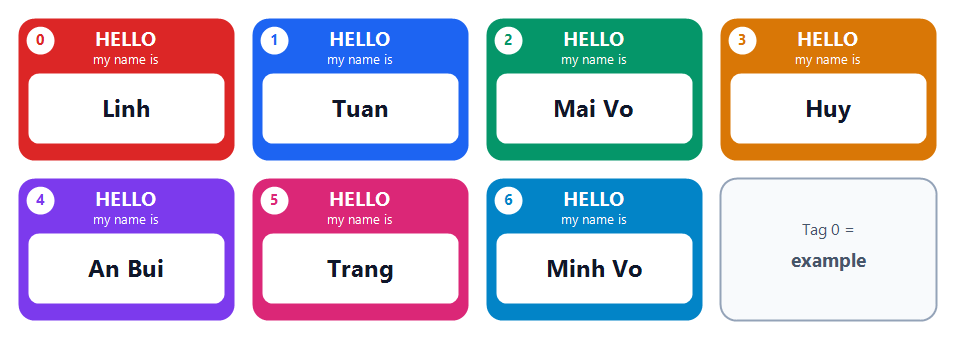 0
HELLO
my name is
Linh
1
HELLO
my name is
Tuan
2
HELLO
my name is
Mai Vo
3
HELLO
my name is
Huy
4
HELLO
my name is
An Bui
5
HELLO
my name is
Trang
6
HELLO
my name is
Minh Vo
Tag 0 =
example